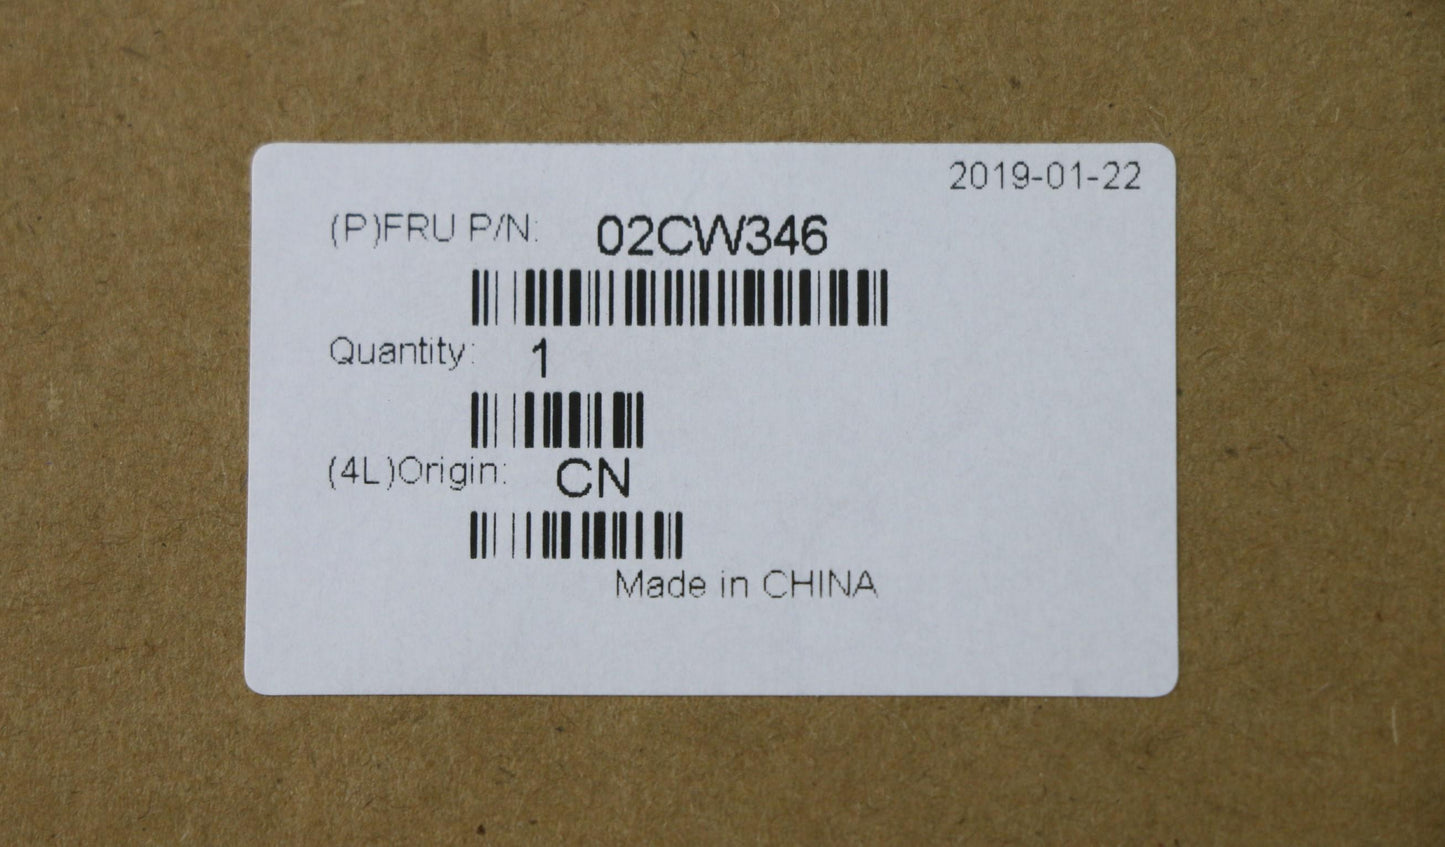 2019-01-22
(P)FRU P/N: 02CW346
Quantity: 1
(4L)Origin: CN
Made in CHINA